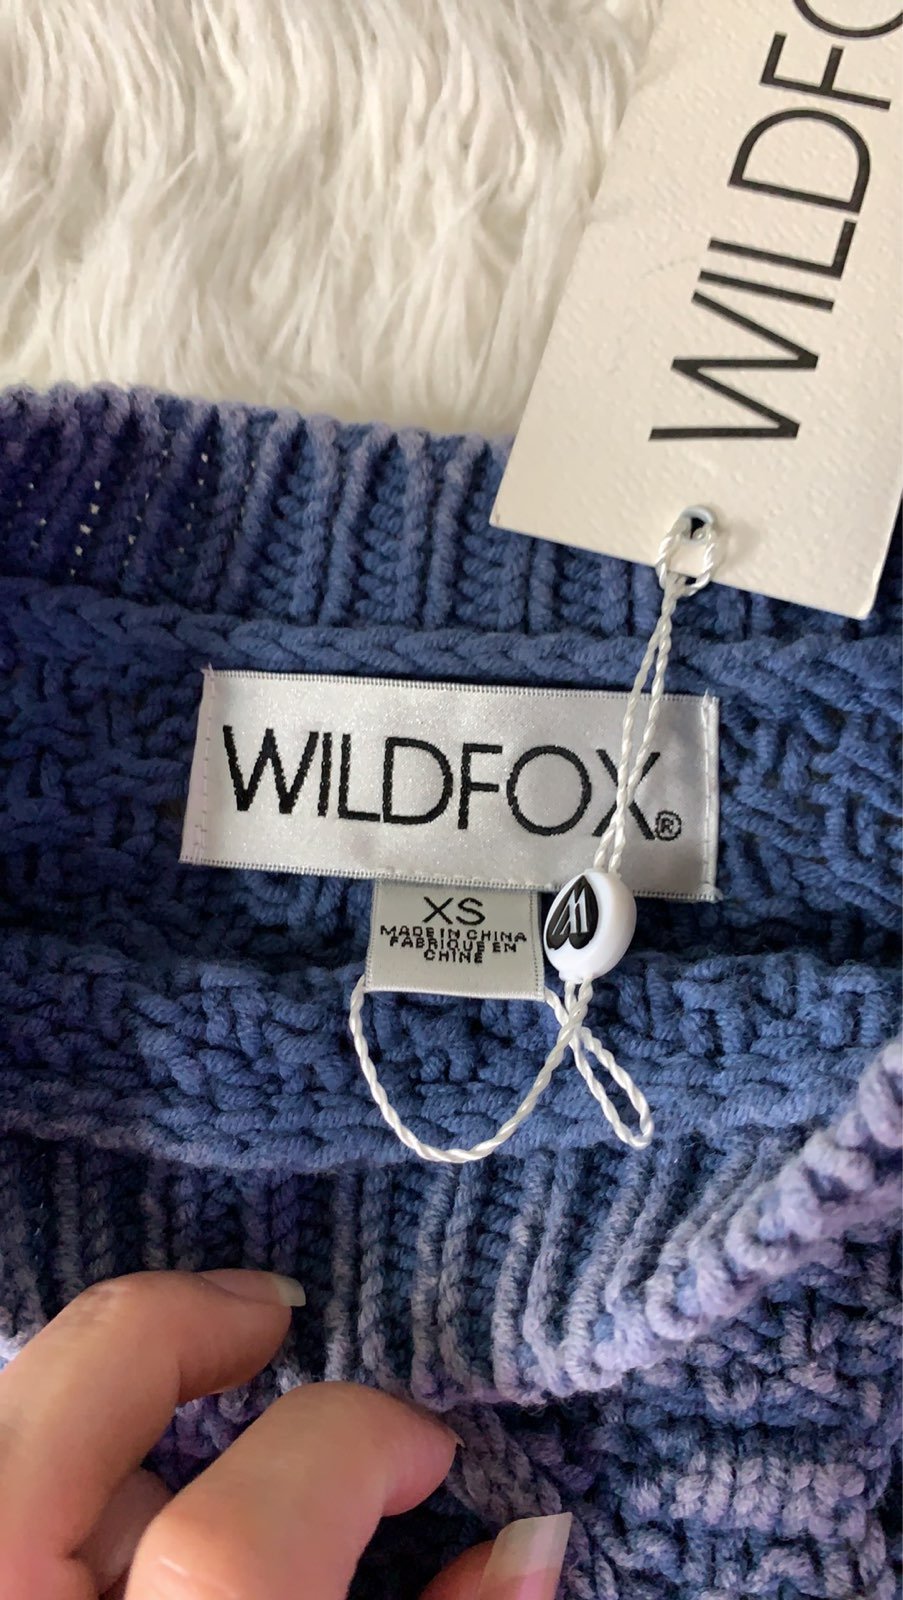 WILDFO
WILDFOX®
XS
MADE IN CHINA
FABRIQUE EN
CHINE
W